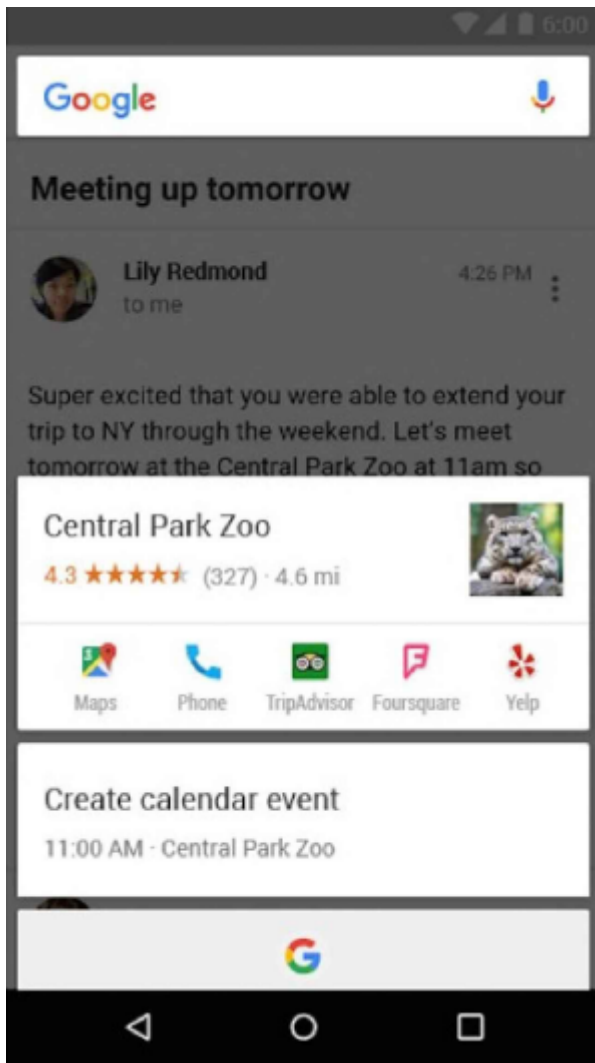 6:00
Google
Meeting up tomorrow
Lily Redmond 4:26 PM
to me
Super excited that you were able to extend your
trip to NY through the weekend. Let's meet
tomorrow at the Central Park Zoo at 11am so
Central Park Zoo
4.3 ★★★★★ (327) · 4.6 mi
Maps Phone TripAdvisor Foursquare Yelp
Create calendar event
11:00 AM · Central Park Zoo
G